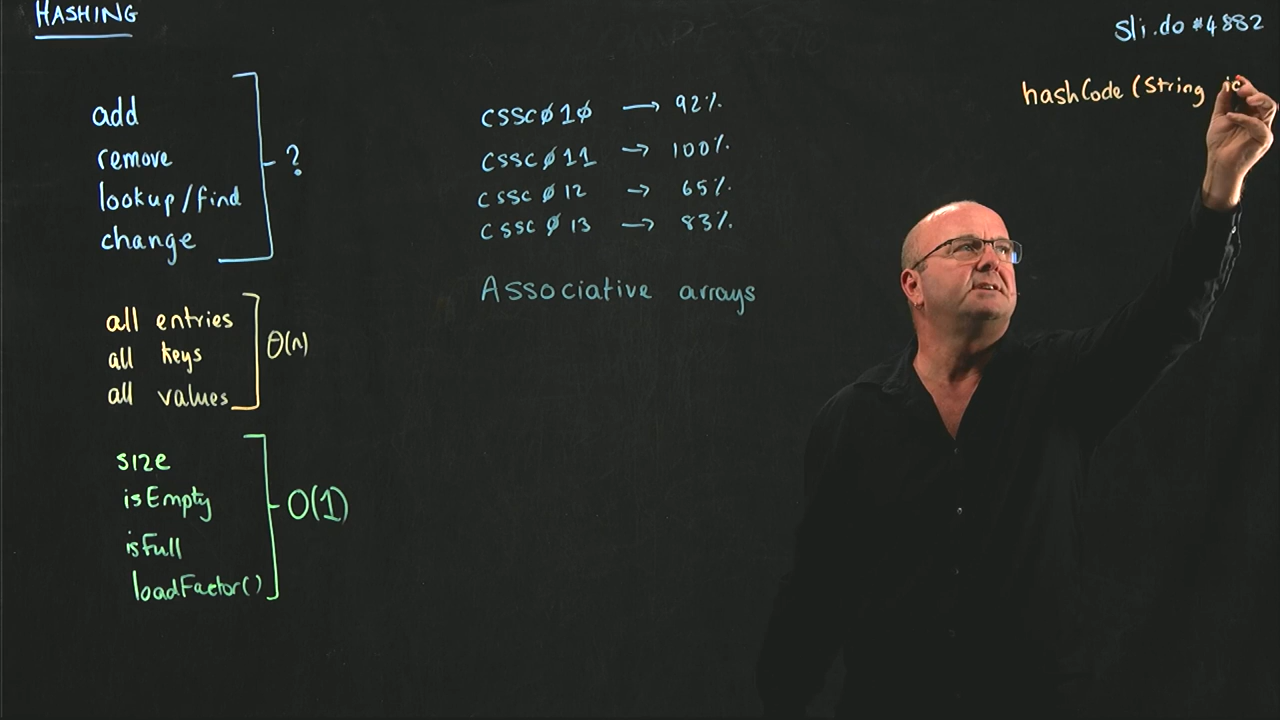 HASHING
sli.do #4882
hashCode (String id
add
remove
lookup/find
change
?
cssc010 → 92%
cssc011 → 100%
cssc012 → 65%
cssc013 → 83%
Associative arrays
all entries
all keys
all values
Θ(n)
size
isEmpty
isFull
loadFactor()
O(1)